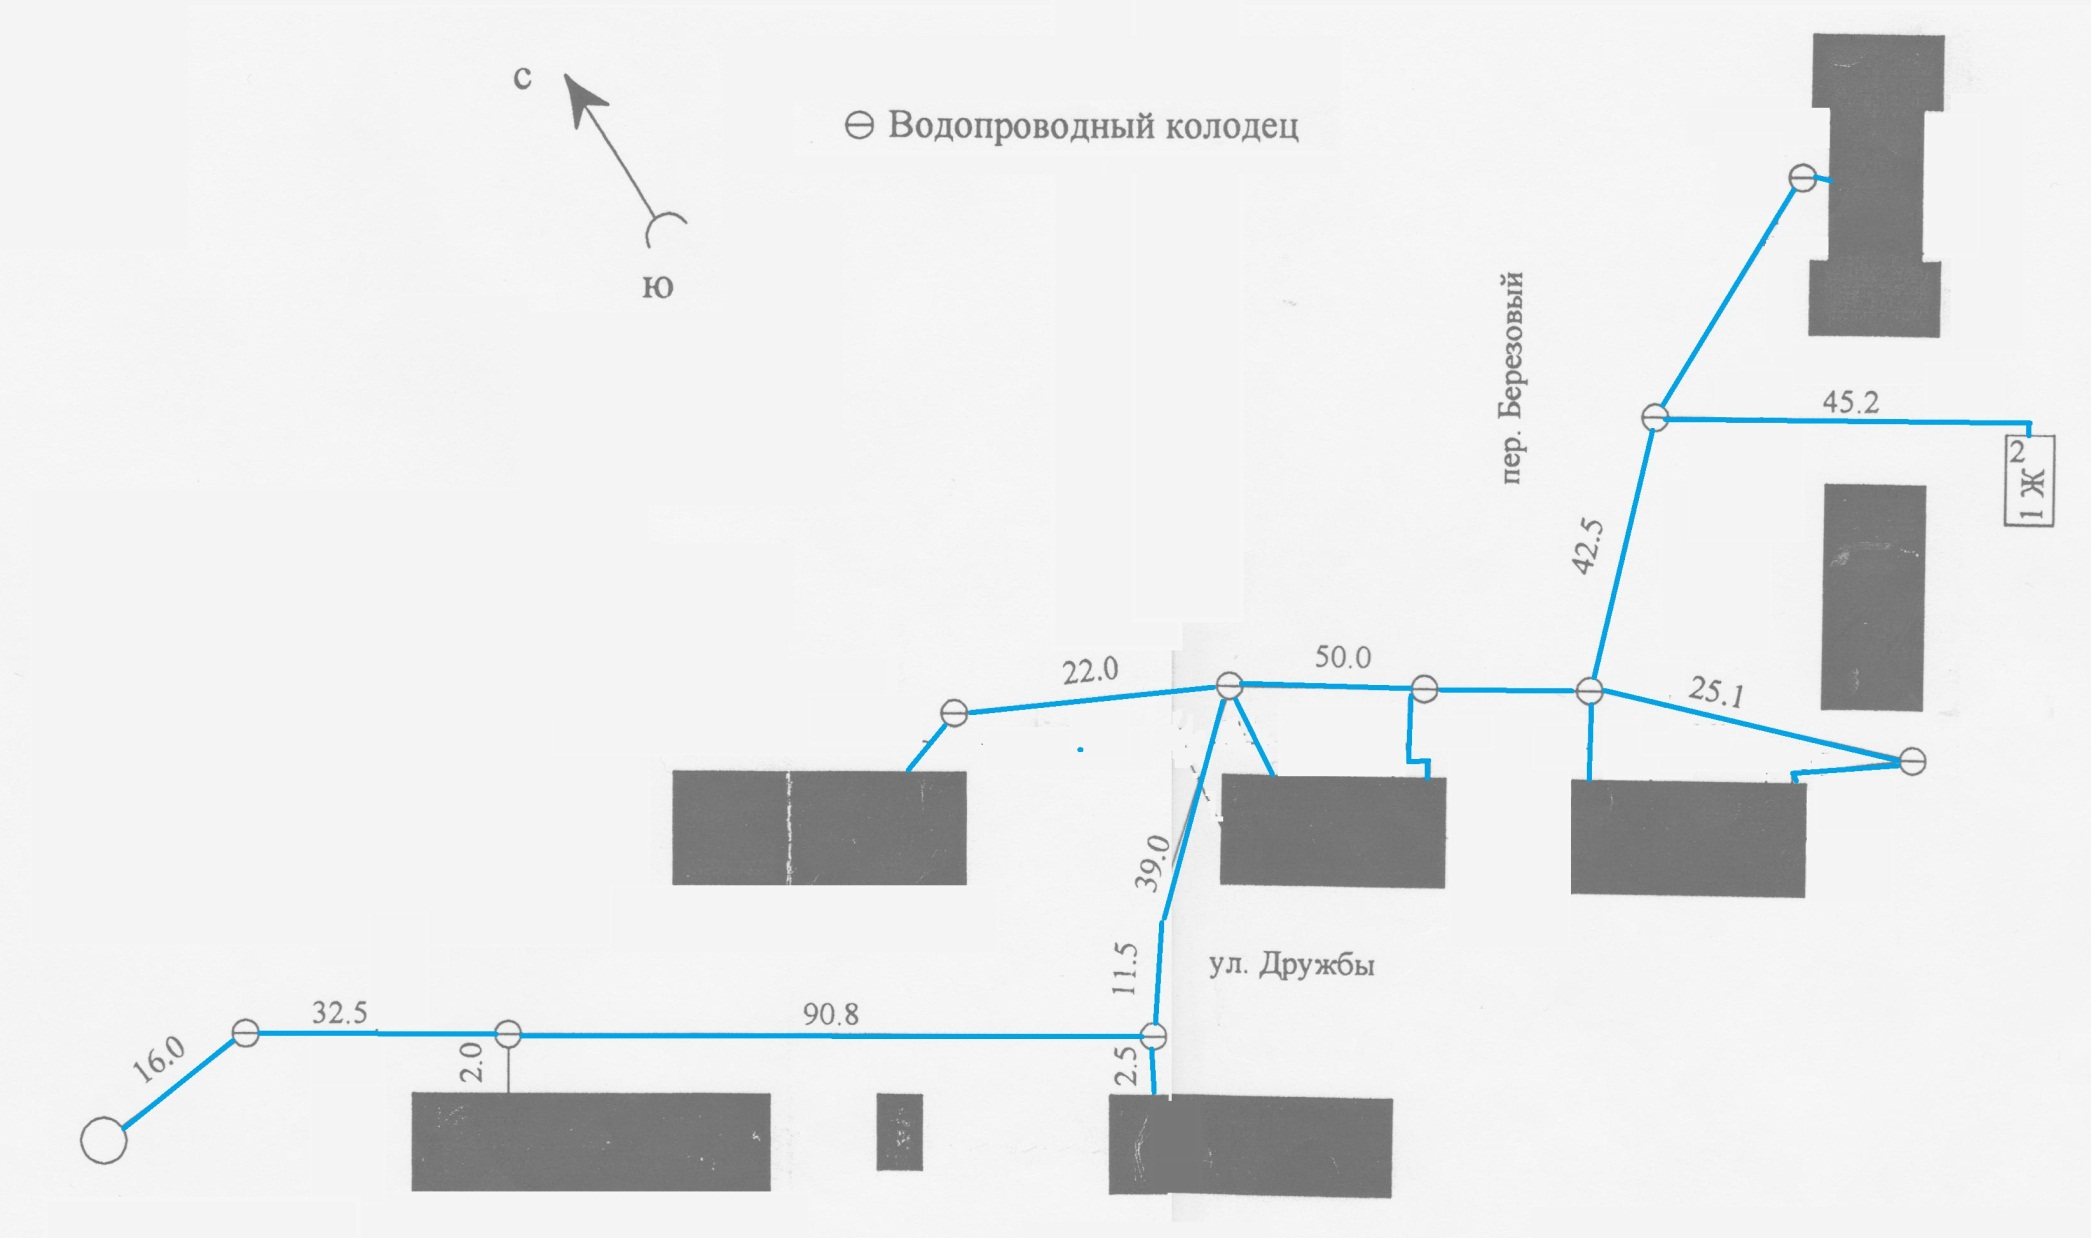 С
Водопроводный колодец
Ю
пер. Березовый
45.2
2
1 Ж
42.5
22.0
50.0
25.1
39.0
11.5
ул. Дружбы
16.0
32.5
2.0
90.8
2.5